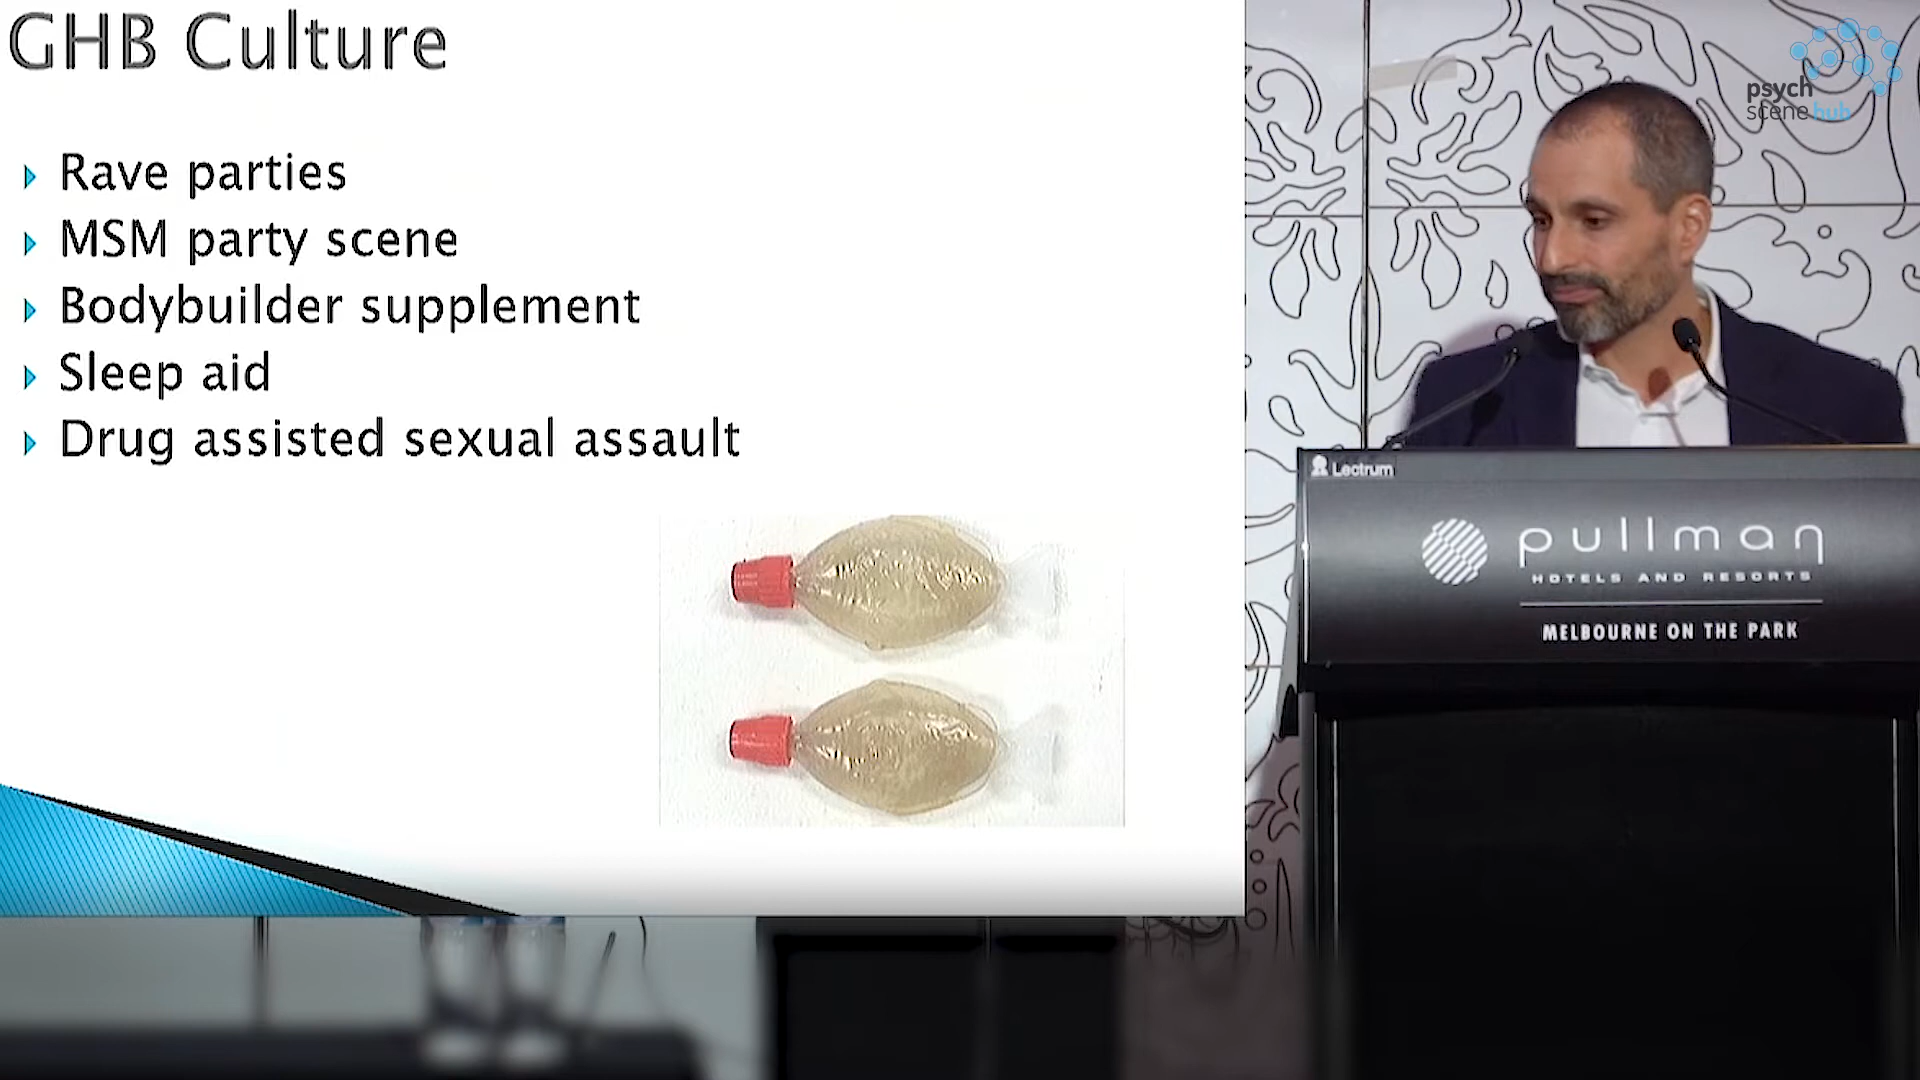 GHB Culture
Rave parties
MSM party scene
Bodybuilder supplement
Sleep aid
Drug assisted sexual assault
psych
scene hub
Lectrum
pullman
HOTELS AND RESORTS
MELBOURNE ON THE PARK